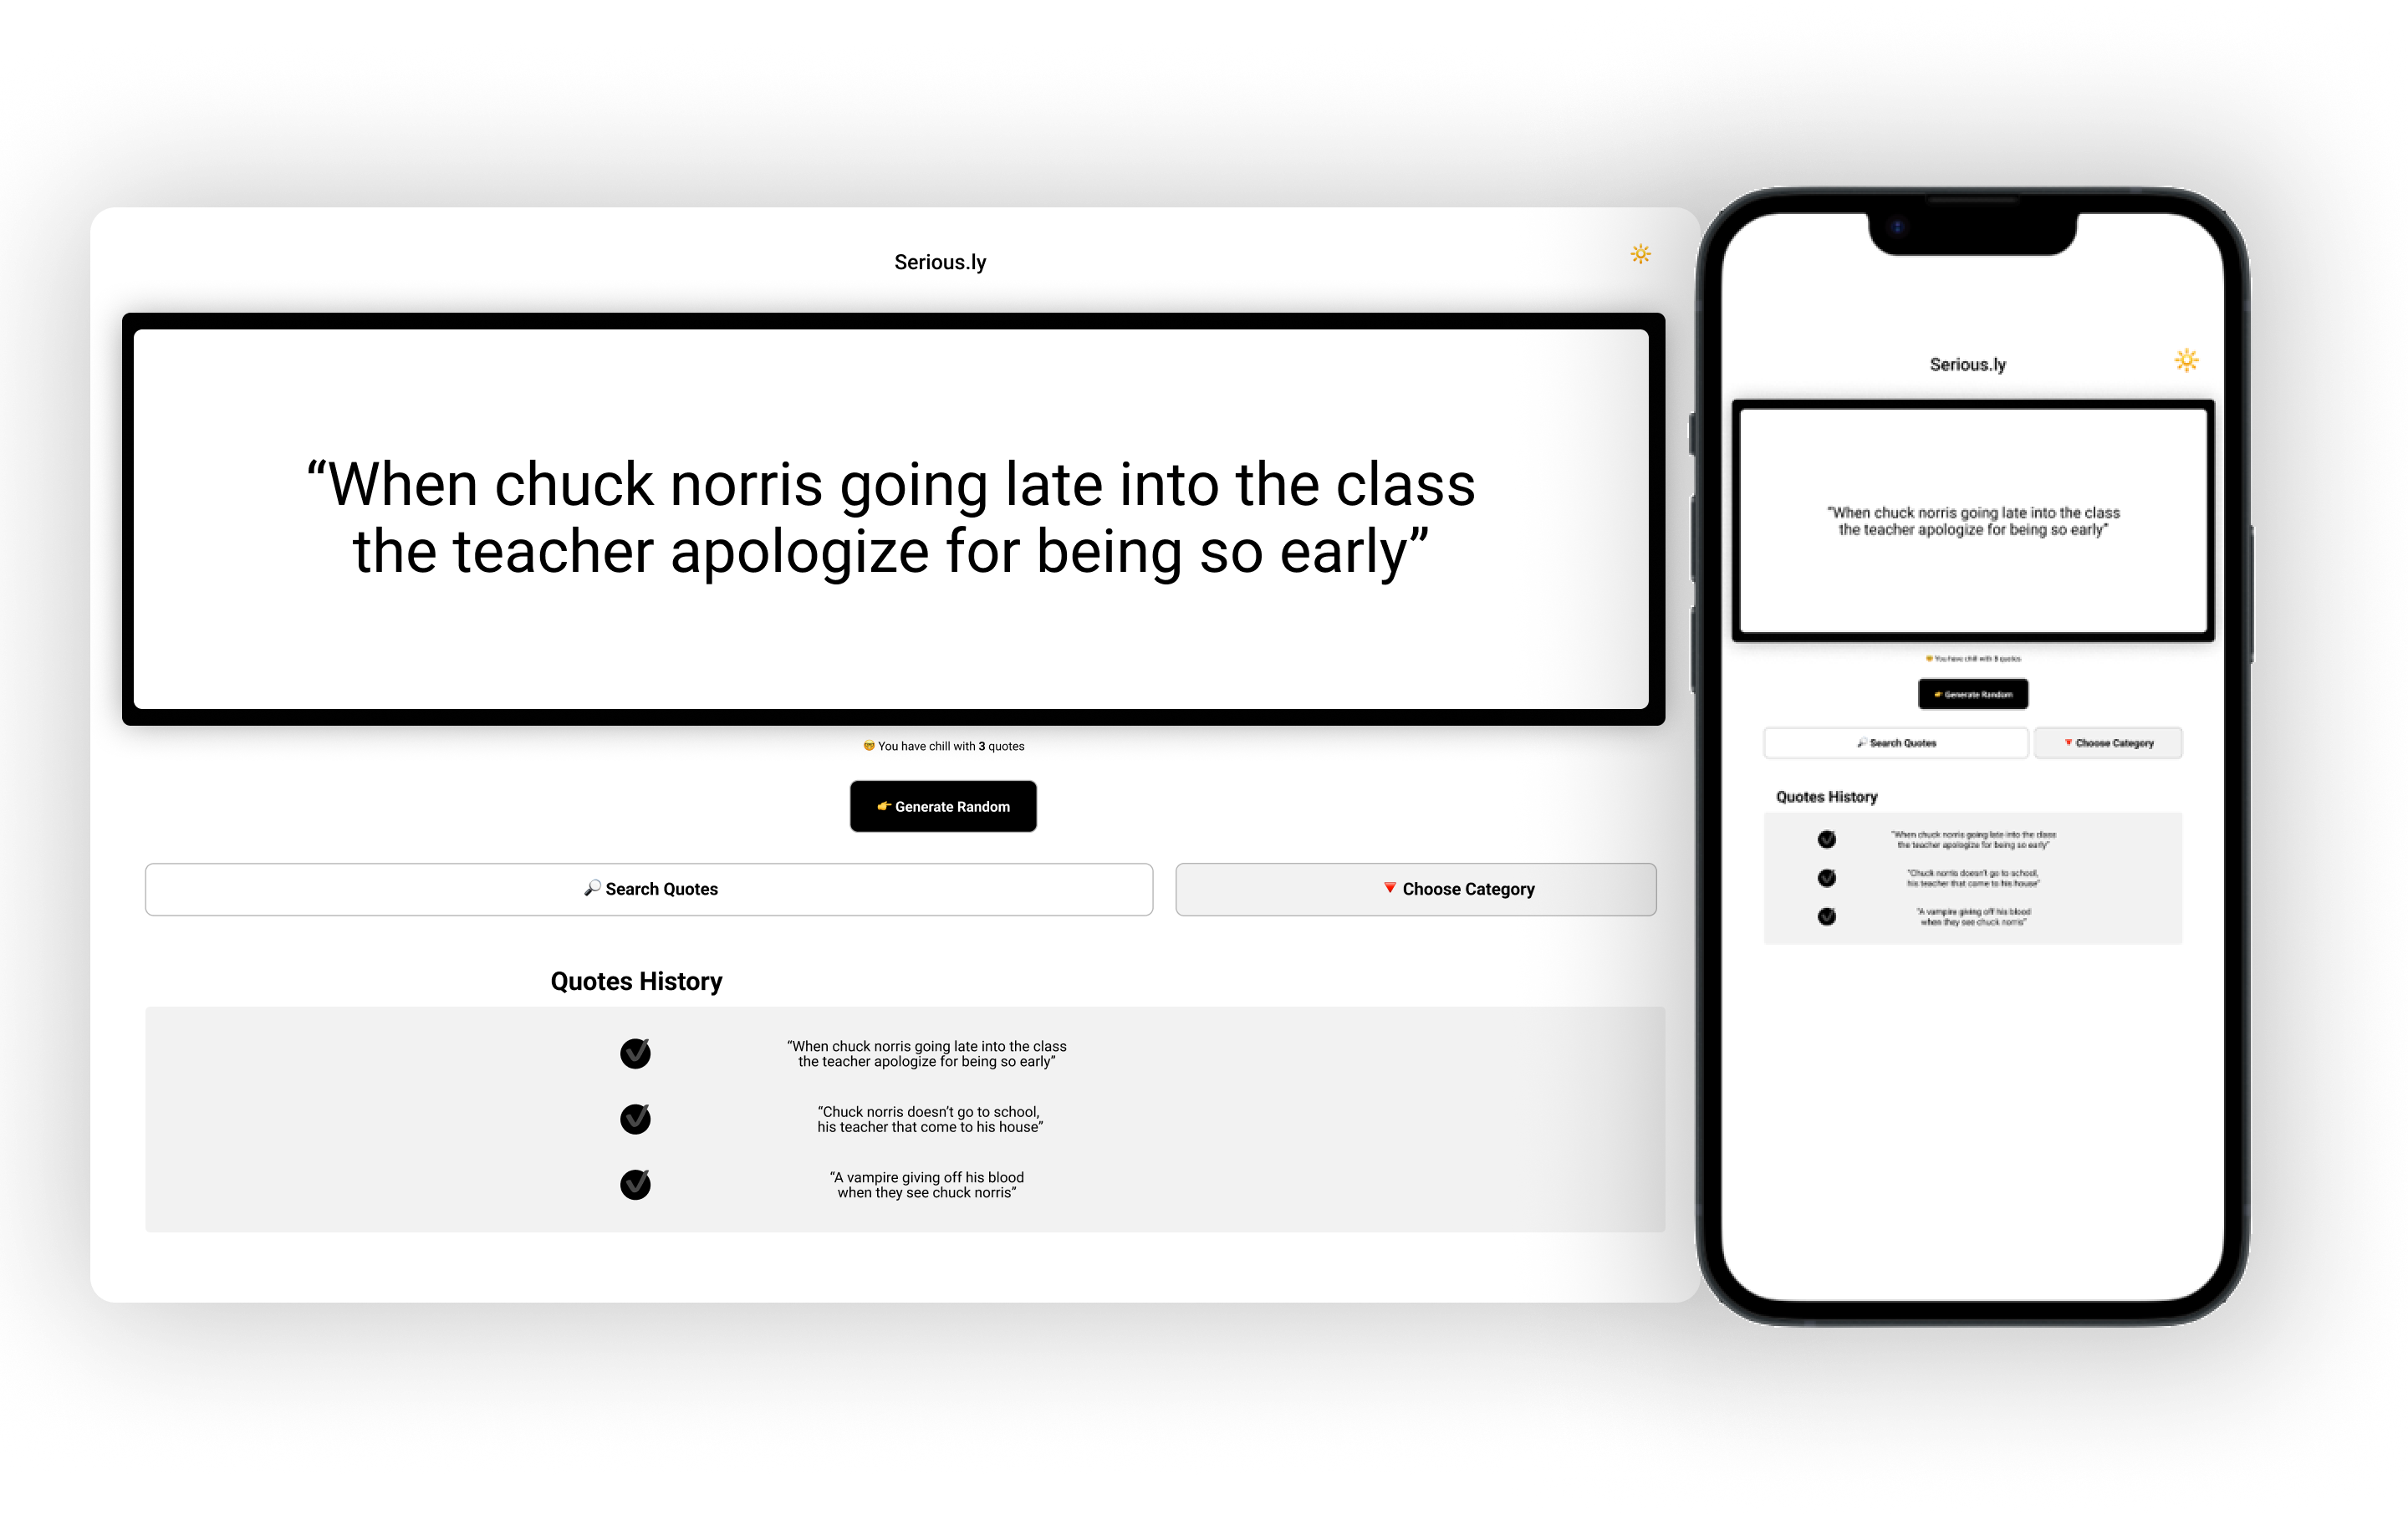 Serious.ly
“When chuck norris going late into the class
the teacher apologize for being so early”
You have chill with 3 quotes
Generate Random
Search Quotes
Choose Category
Quotes History
“When chuck norris going late into the class
the teacher apologize for being so early”
“Chuck norris doesn’t go to school,
his teacher that come to his house”
“A vampire giving off his blood
when they see chuck norris”
Serious.ly
“When chuck norris going late into the class
the teacher apologize for being so early”
You have chill with 3 quotes
Generate Random
Search Quotes
Choose Category
Quotes History
“When chuck norris going late into the class
the teacher apologize for being so early”
“Chuck norris doesn’t go to school,
his teacher that come to his house”
“A vampire giving off his blood
when they see chuck norris”